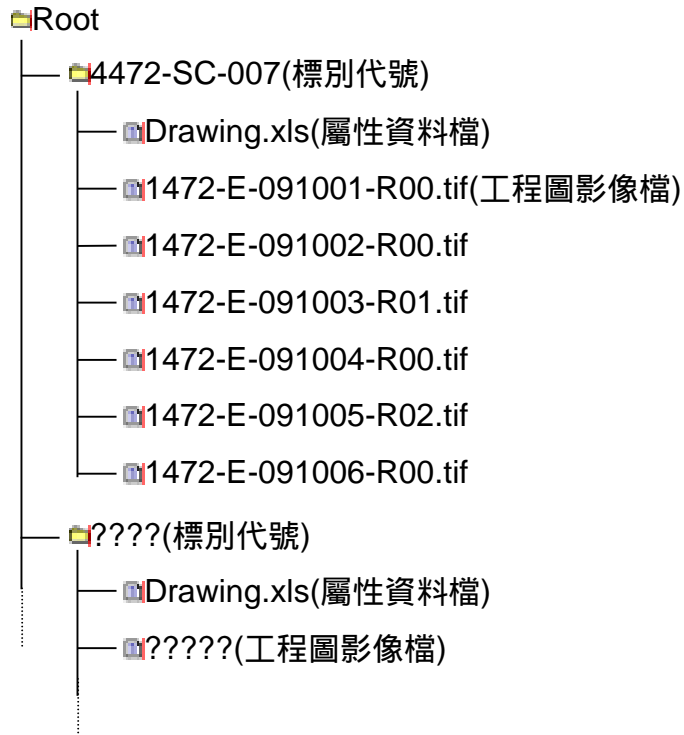 Root
4472-SC-007(標別代號)
Drawing.xls(屬性資料檔)
1472-E-091001-R00.tif(工程圖影像檔)
1472-E-091002-R00.tif
1472-E-091003-R01.tif
1472-E-091004-R00.tif
1472-E-091005-R02.tif
1472-E-091006-R00.tif
????(標別代號)
Drawing.xls(屬性資料檔)
?????(工程圖影像檔)